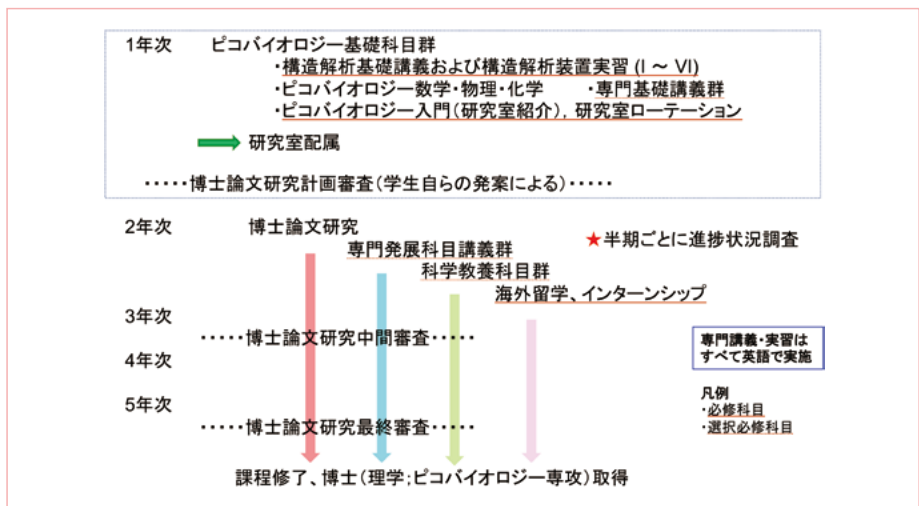 1年次 ピコバイオロジー基礎科目群
・構造解析基礎講義および構造解析装置実習 (I ～ VI)
・ピコバイオロジー数学・物理・化学 ・専門基礎講義群
・ピコバイオロジー入門(研究室紹介), 研究室ローテーション
研究室配属
・・・・・博士論文研究計画審査(学生自らの発案による)・・・・・
2年次 博士論文研究
★半期ごとに進捗状況調査
専門発展科目講義群
科学教養科目群
海外留学、インターンシップ
3年次
・・・・・博士論文研究中間審査・・・・・
4年次
専門講義・実習は
すべて英語で実施
5年次
凡例
・必修科目
・選択必修科目
・・・・・博士論文研究最終審査・・・・・
課程修了、博士(理学;ピコバイオロジー専攻)取得